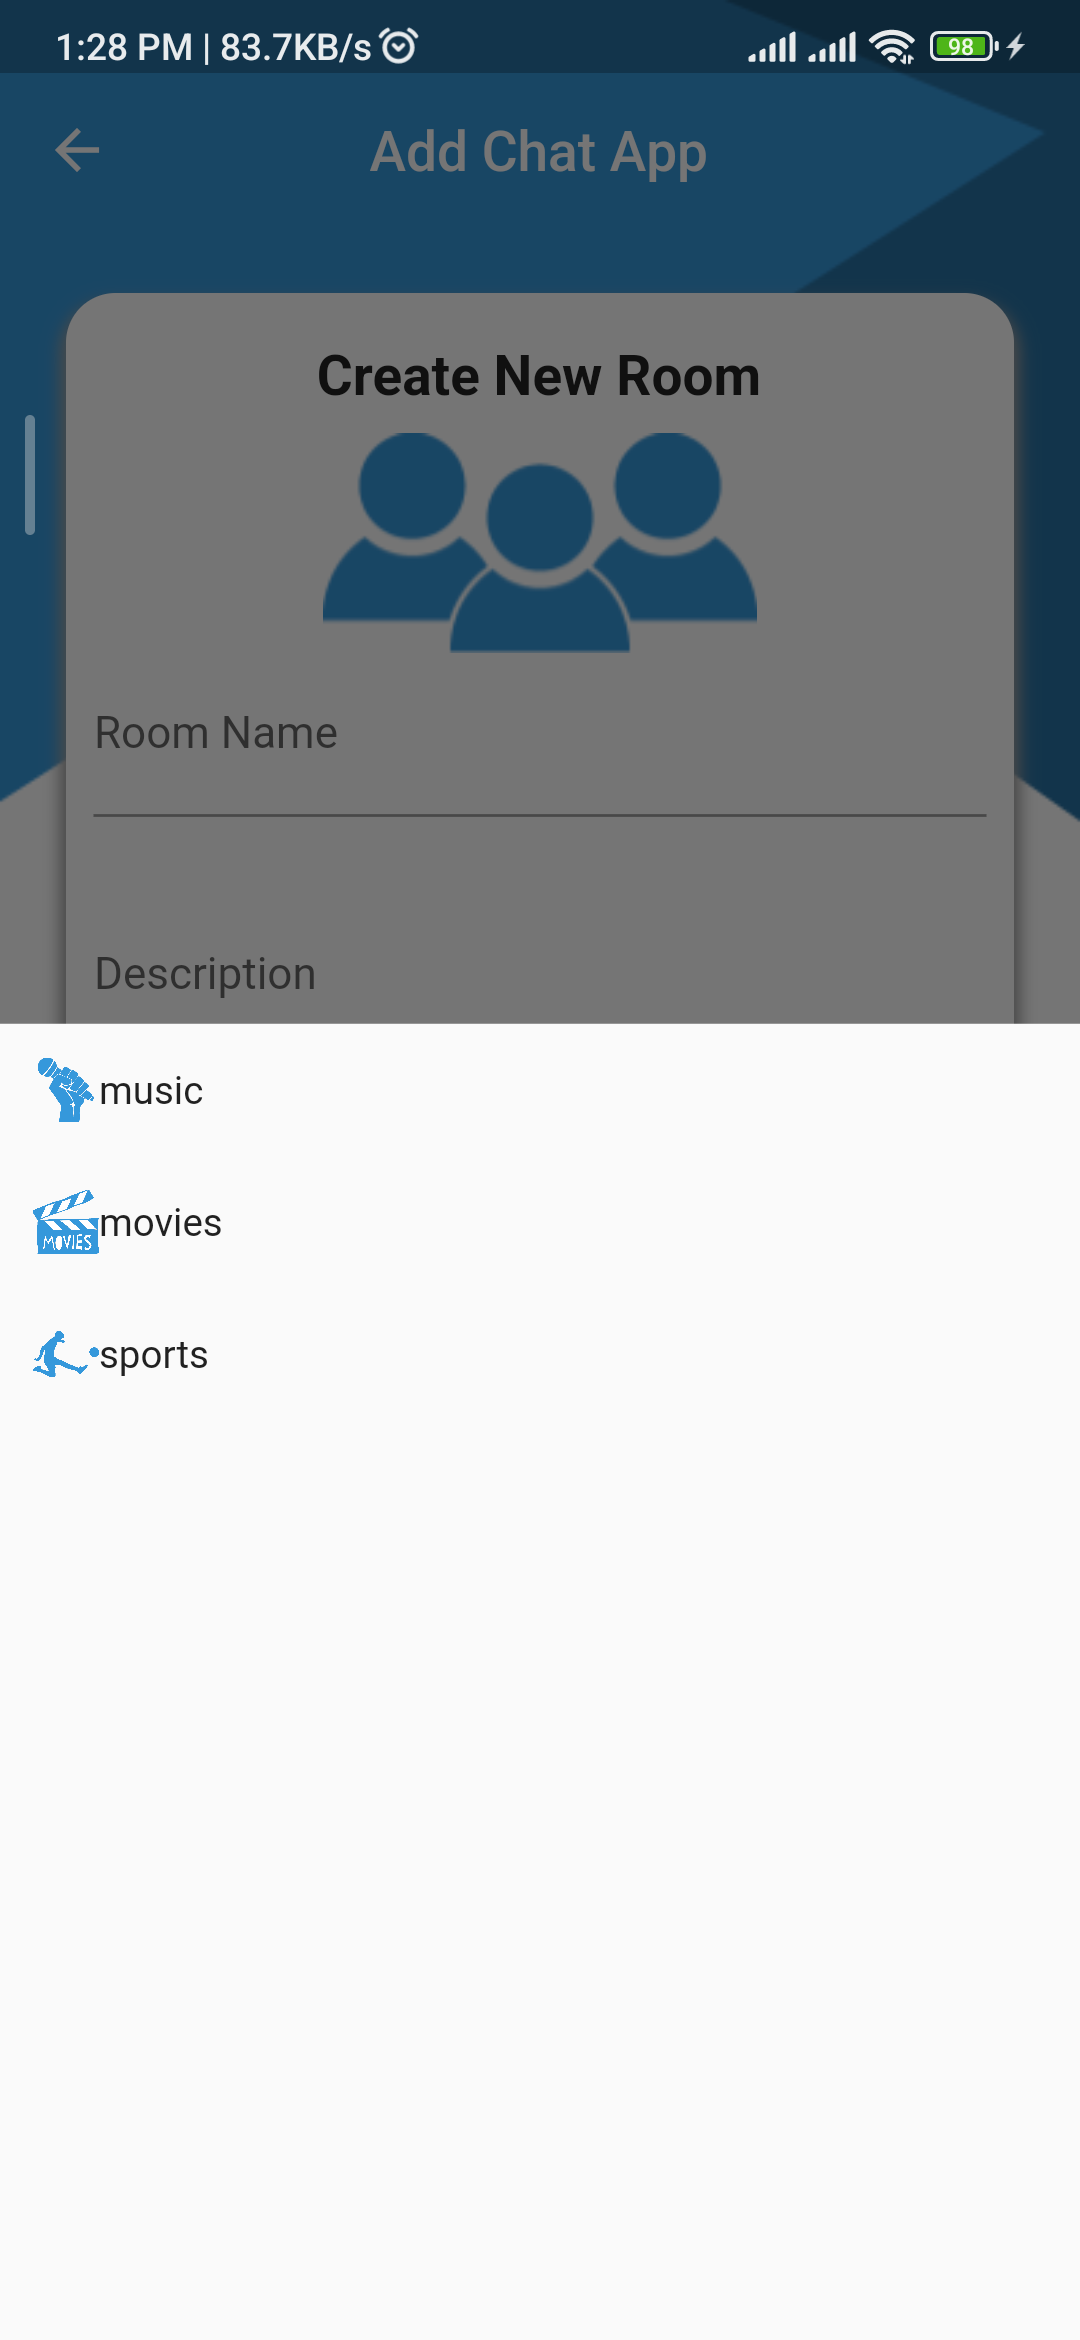 1:28 PM | 83.7KB/s 98
Add Chat App
Create New Room
Room Name
Description
music
MOVIES movies
sports